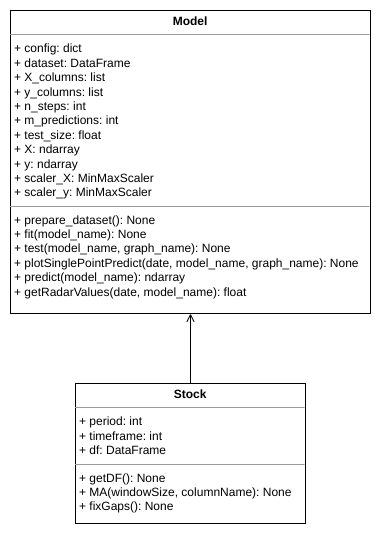 Model
+ config: dict
+ dataset: DataFrame
+ X_columns: list
+ y_columns: list
+ n_steps: int
+ m_predictions: int
+ test_size: float
+ X: ndarray
+ y: ndarray
+ scaler_X: MinMaxScaler
+ scaler_y: MinMaxScaler
+ prepare_dataset(): None
+ fit(model_name): None
+ test(model_name, graph_name): None
+ plotSinglePointPredict(date, model_name, graph_name): None
+ predict(model_name): ndarray
+ getRadarValues(date, model_name): float
Stock
+ period: int
+ timeframe: int
+ df: DataFrame
+ getDF(): None
+ MA(windowSize, columnName): None
+ fixGaps(): None